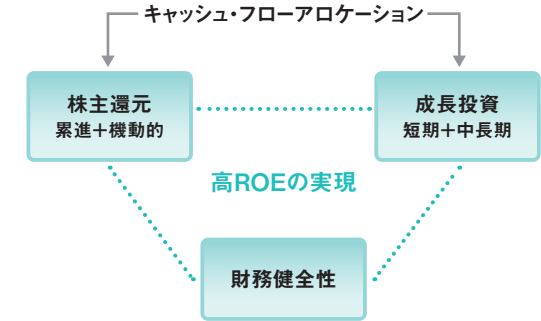 キャッシュ・フローアロケーション
株主還元
累進＋機動的
成長投資
短期＋中長期
高ROEの実現
財務健全性